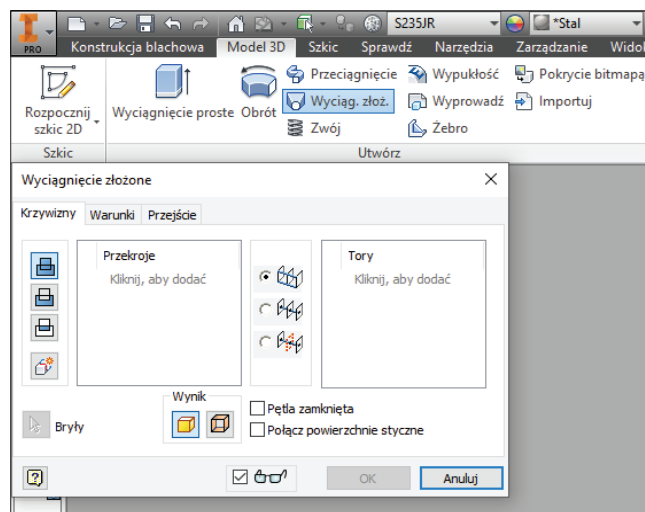 S235JR *Stal
PRO Konstrukcja blachowa Model 3D Szkic Sprawdź Narzędzia Zarządzanie Widok
Rozpocznij szkic 2D
Wyciągnięcie proste
Obrót
Przeciągnięcie
Wyciąg. złoż.
Zwój
Wypukłość
Wyprowadź
Żebro
Pokrycie bitmapą
Importuj
Szkic Utwórz
Wyciągnięcie złożone
Krzywizny Warunki Przejście
Przekroje
Kliknij, aby dodać
Tory
Kliknij, aby dodać
Bryły
Wynik
Pętla zamknięta
Połącz powierzchnie styczne
OK Anuluj